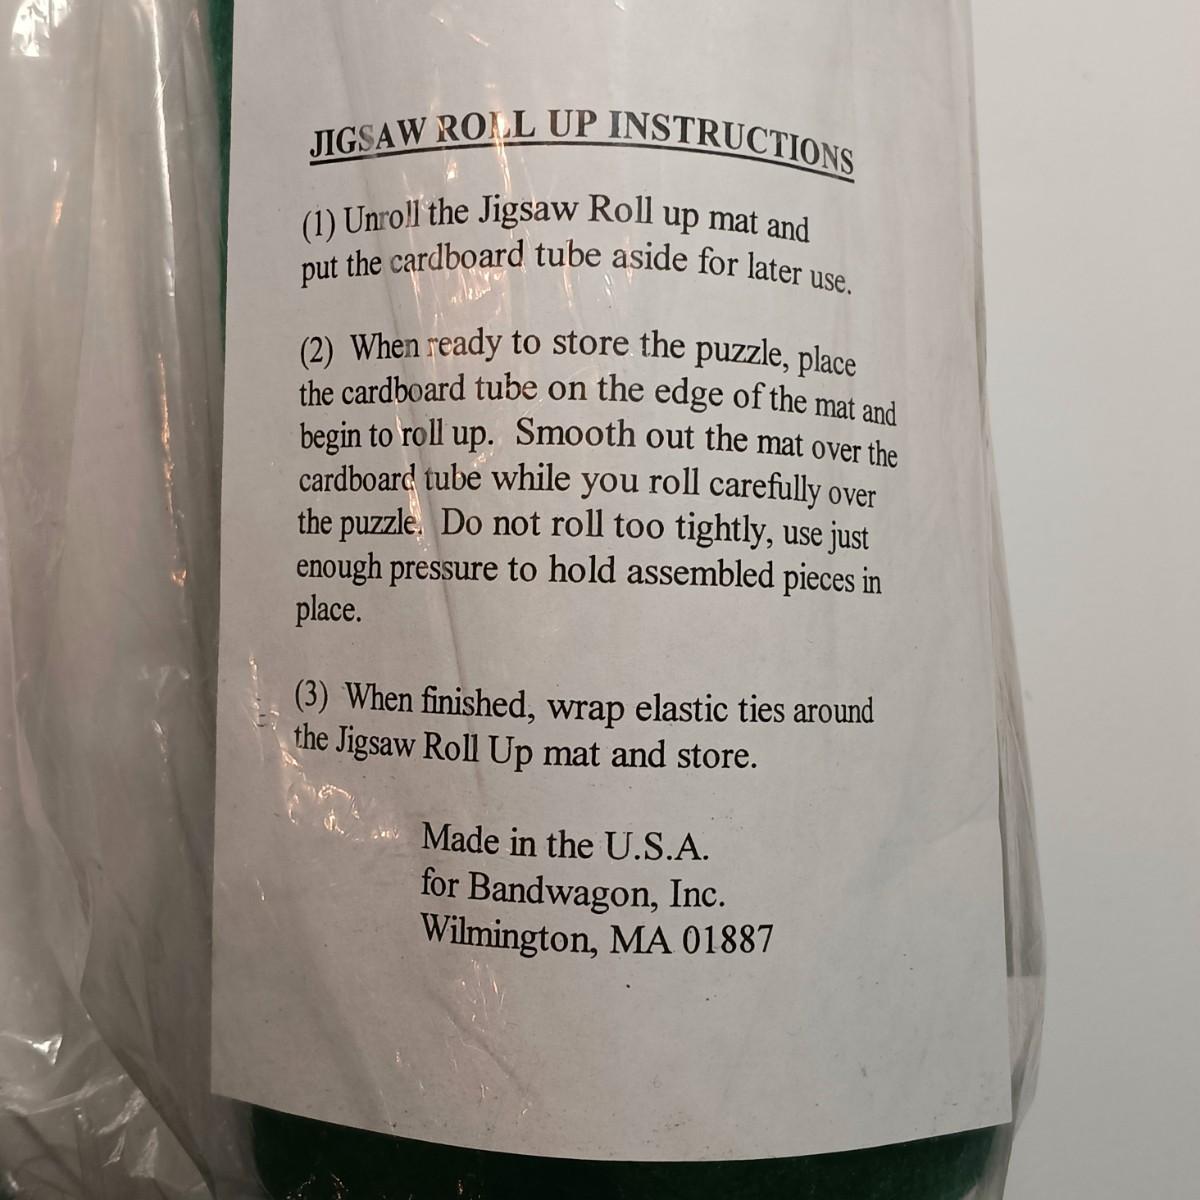 JIGSAW ROLL UP INSTRUCTIONS
(1) Unroll the Jigsaw Roll up mat and
put the cardboard tube aside for later use.
(2) When ready to store the puzzle, place
the cardboard tube on the edge of the mat and
begin to roll up. Smooth out the mat over the
cardboard tube while you roll carefully over
the puzzle. Do not roll too tightly, use just
enough pressure to hold assembled pieces in
place.
(3) When finished, wrap elastic ties around
the Jigsaw Roll Up mat and store.
Made in the U.S.A.
for Bandwagon, Inc.
Wilmington, MA 01887